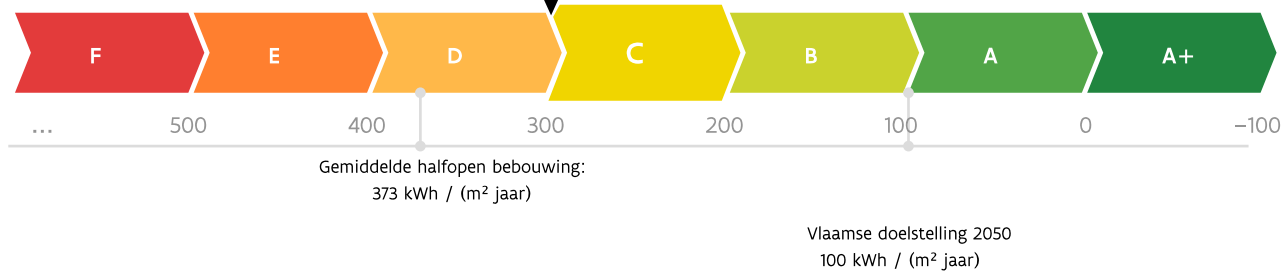 F E D C B A A+
... 500 400 300 200 100 0 –100
Gemiddelde halfopen bebouwing:
373 kWh / (m² jaar)
Vlaamse doelstelling 2050
100 kWh / (m² jaar)